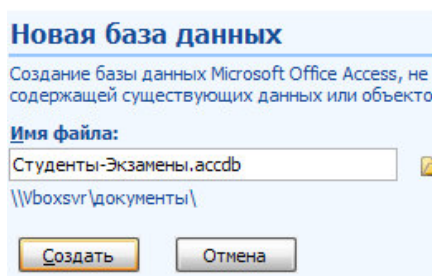 Новая база данных
Создание базы данных Microsoft Office Access, не
содержащей существующих данных или объекто
Имя файла:
Студенты-Экзамены.accdb
\\Vboxsvr\документы\
Создать Отмена